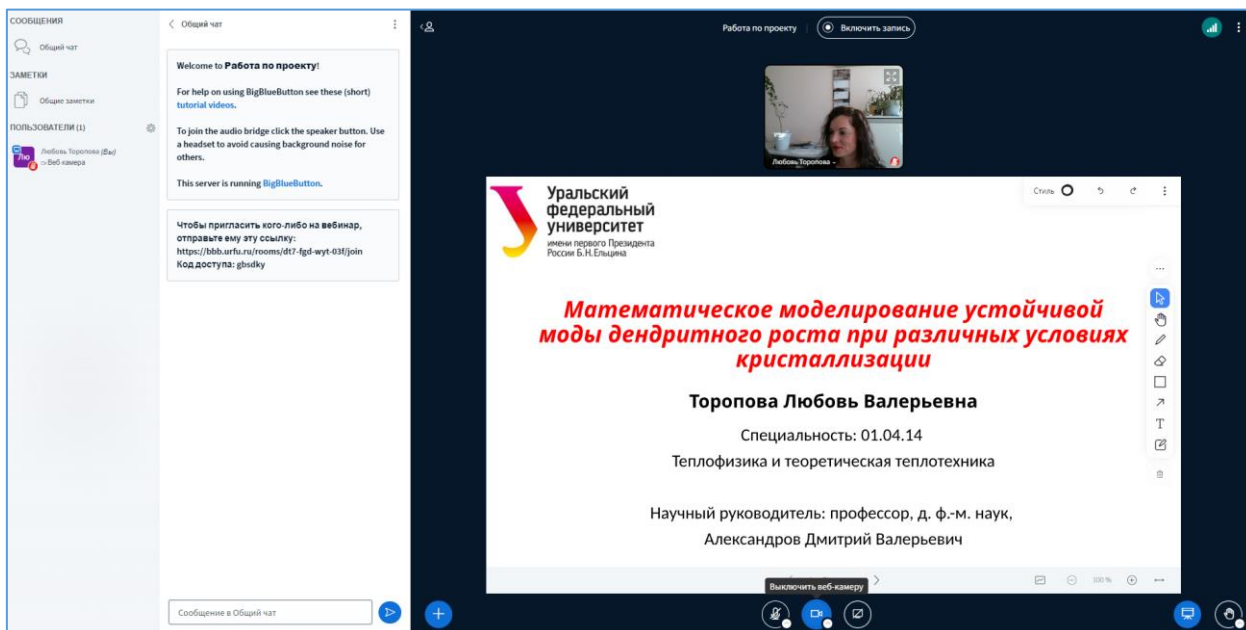 СООБЩЕНИЯ
Общий чат
ЗАМЕТКИ
Общие заметки
ПОЛЬЗОВАТЕЛИ (1)
Лю
Любовь Торопова (Вы)
Веб-камера
Общий чат
Welcome to Работа по проекту!
For help on using BigBlueButton see these (short)
tutorial videos.
To join the audio bridge click the speaker button. Use
a headset to avoid causing background noise for
others.
This server is running BigBlueButton.
Чтобы пригласить кого-либо на вебинар,
отправьте ему эту ссылку:
https://bbb.urfu.ru/rooms/dt7-fgd-wyt-03f/join
Код доступа: gbsdky
Сообщение в Общий чат
Работа по проекту
Включить запись
Любовь Торопова
Уральский
федеральный
университет
имени первого Президента
России Б.Н.Ельцина
Стиль
Математическое моделирование устойчивой
моды дендритного роста при различных условиях
кристаллизации
Торопова Любовь Валерьевна
Специальность: 01.04.14
Теплофизика и теоретическая теплотехника
Научный руководитель: профессор, д. ф.-м. наук,
Александров Дмитрий Валерьевич
T
Выключить веб-камеру
100 %